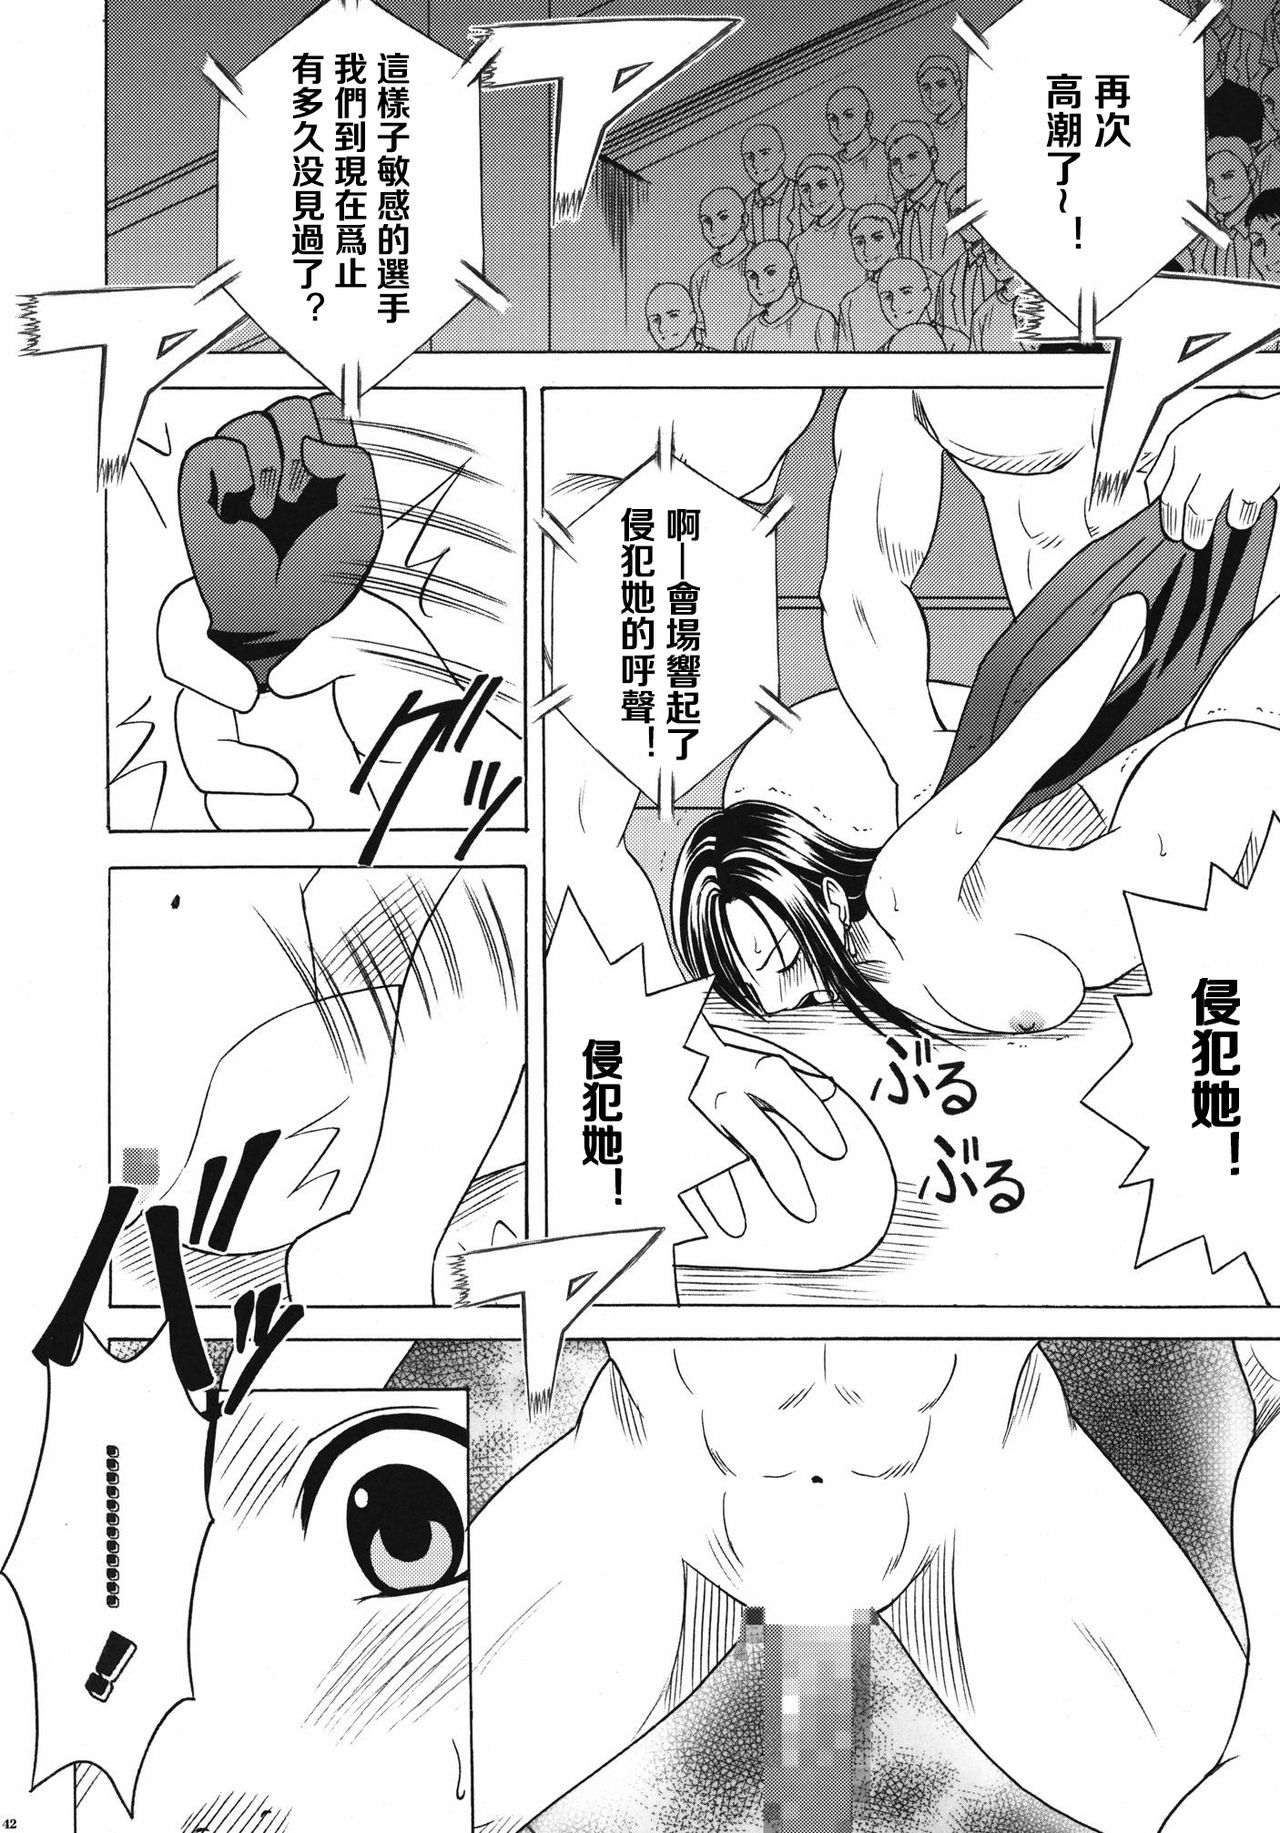 再次
高潮了~!
這樣子敏感的選手
我們到現在爲止
有多久没見過了?
ア
ア
ア
啊—會場響起了
侵犯她的呼聲!
グッ
侵犯她!
侵犯她!
ぶる
ぶる
ア
バッ
…………!
42